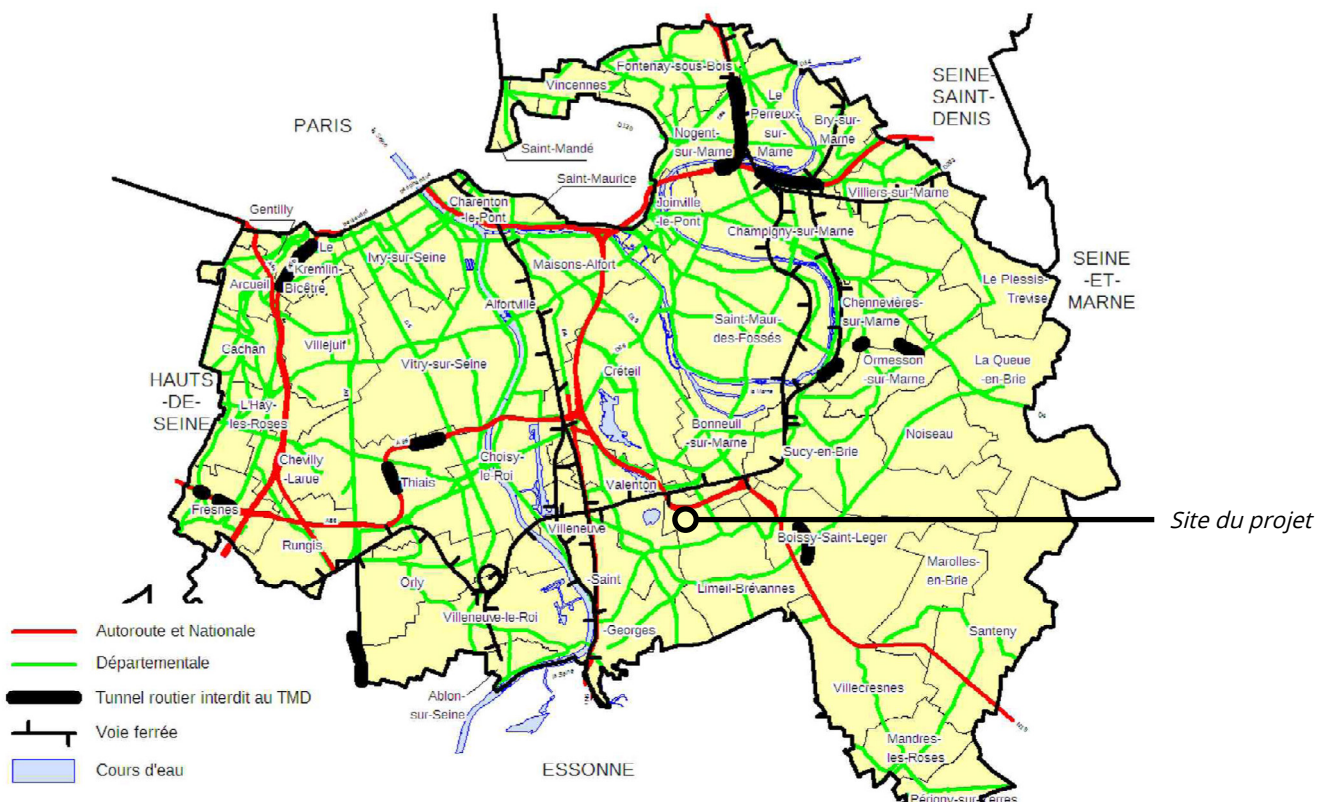 SEINE-
SAINT-
DENIS
PARIS
Fontenay-sous-Bois
Vincennes
Le
Perreux-
sur-
Marne
Bry-sur-
Marne
Nogent-
sur-Marne
Saint-Mandé
Saint-Maurice
Villiers-sur-Marne
Charenton
-le-Pont
Joinville
-le-Pont
Gentilly
Champigny-sur-Marne
Le
Kremlin-
Bicêtre
Ivry-sur-Seine
Maisons-Alfort
SEINE
-ET-
MARNE
Arcueil
Le Plessis-
Trevise
Alfortville
Chennevières-
sur-Marne
Saint-Maur-
des-Fossés
Cachan
Villejuif
Vitry-sur-Seine
Créteil
Ormesson
-sur-Marne
La Queue
-en-Brie
HAUTS
-DE-
SEINE
L'Hay-
les-Roses
Bonneuil
-sur-Marne
Noiseau
Sucy-en-Brie
Chevilly
-Larue
Choisy-
le-Roi
Thiais
Valenton
Fresnes
Villeneuve
-Saint
-Georges
Site du projet
Boissy-Saint-Leger
Rungis
Marolles-
en-Brie
Orly
Limeil-Brévannes
Villeneuve-le-Roi
Santeny
Ablon-
sur-Seine
Villecresnes
Mandres-
les-Roses
ESSONNE
Périgny-sur-Yerres
Autoroute et Nationale
Départementale
Tunnel routier interdit au TMD
Voie ferrée
Cours d'eau